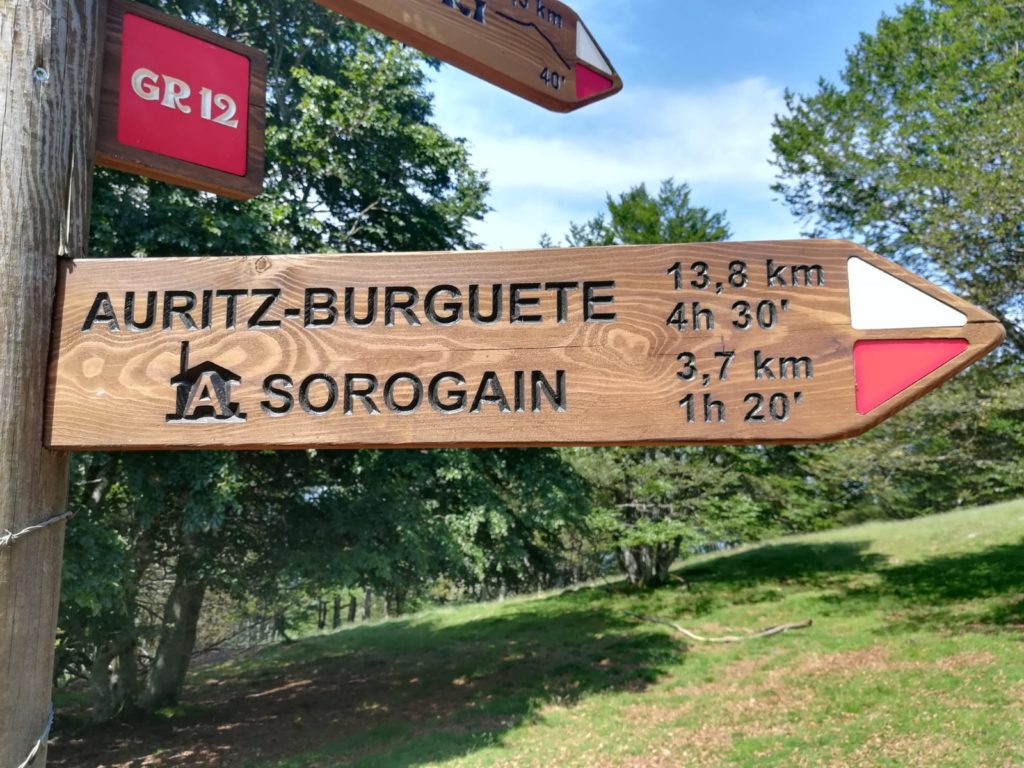 GR 12
40'
AURITZ-BURGUETE 13,8 km
4h 30'
A SOROGAIN 3,7 km
1h 20'